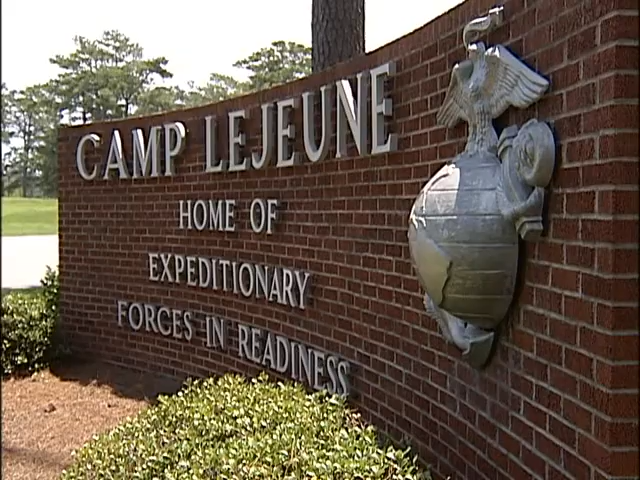 CAMP LEJEUNE
HOME OF
EXPEDITIONARY
FORCES IN READINESS